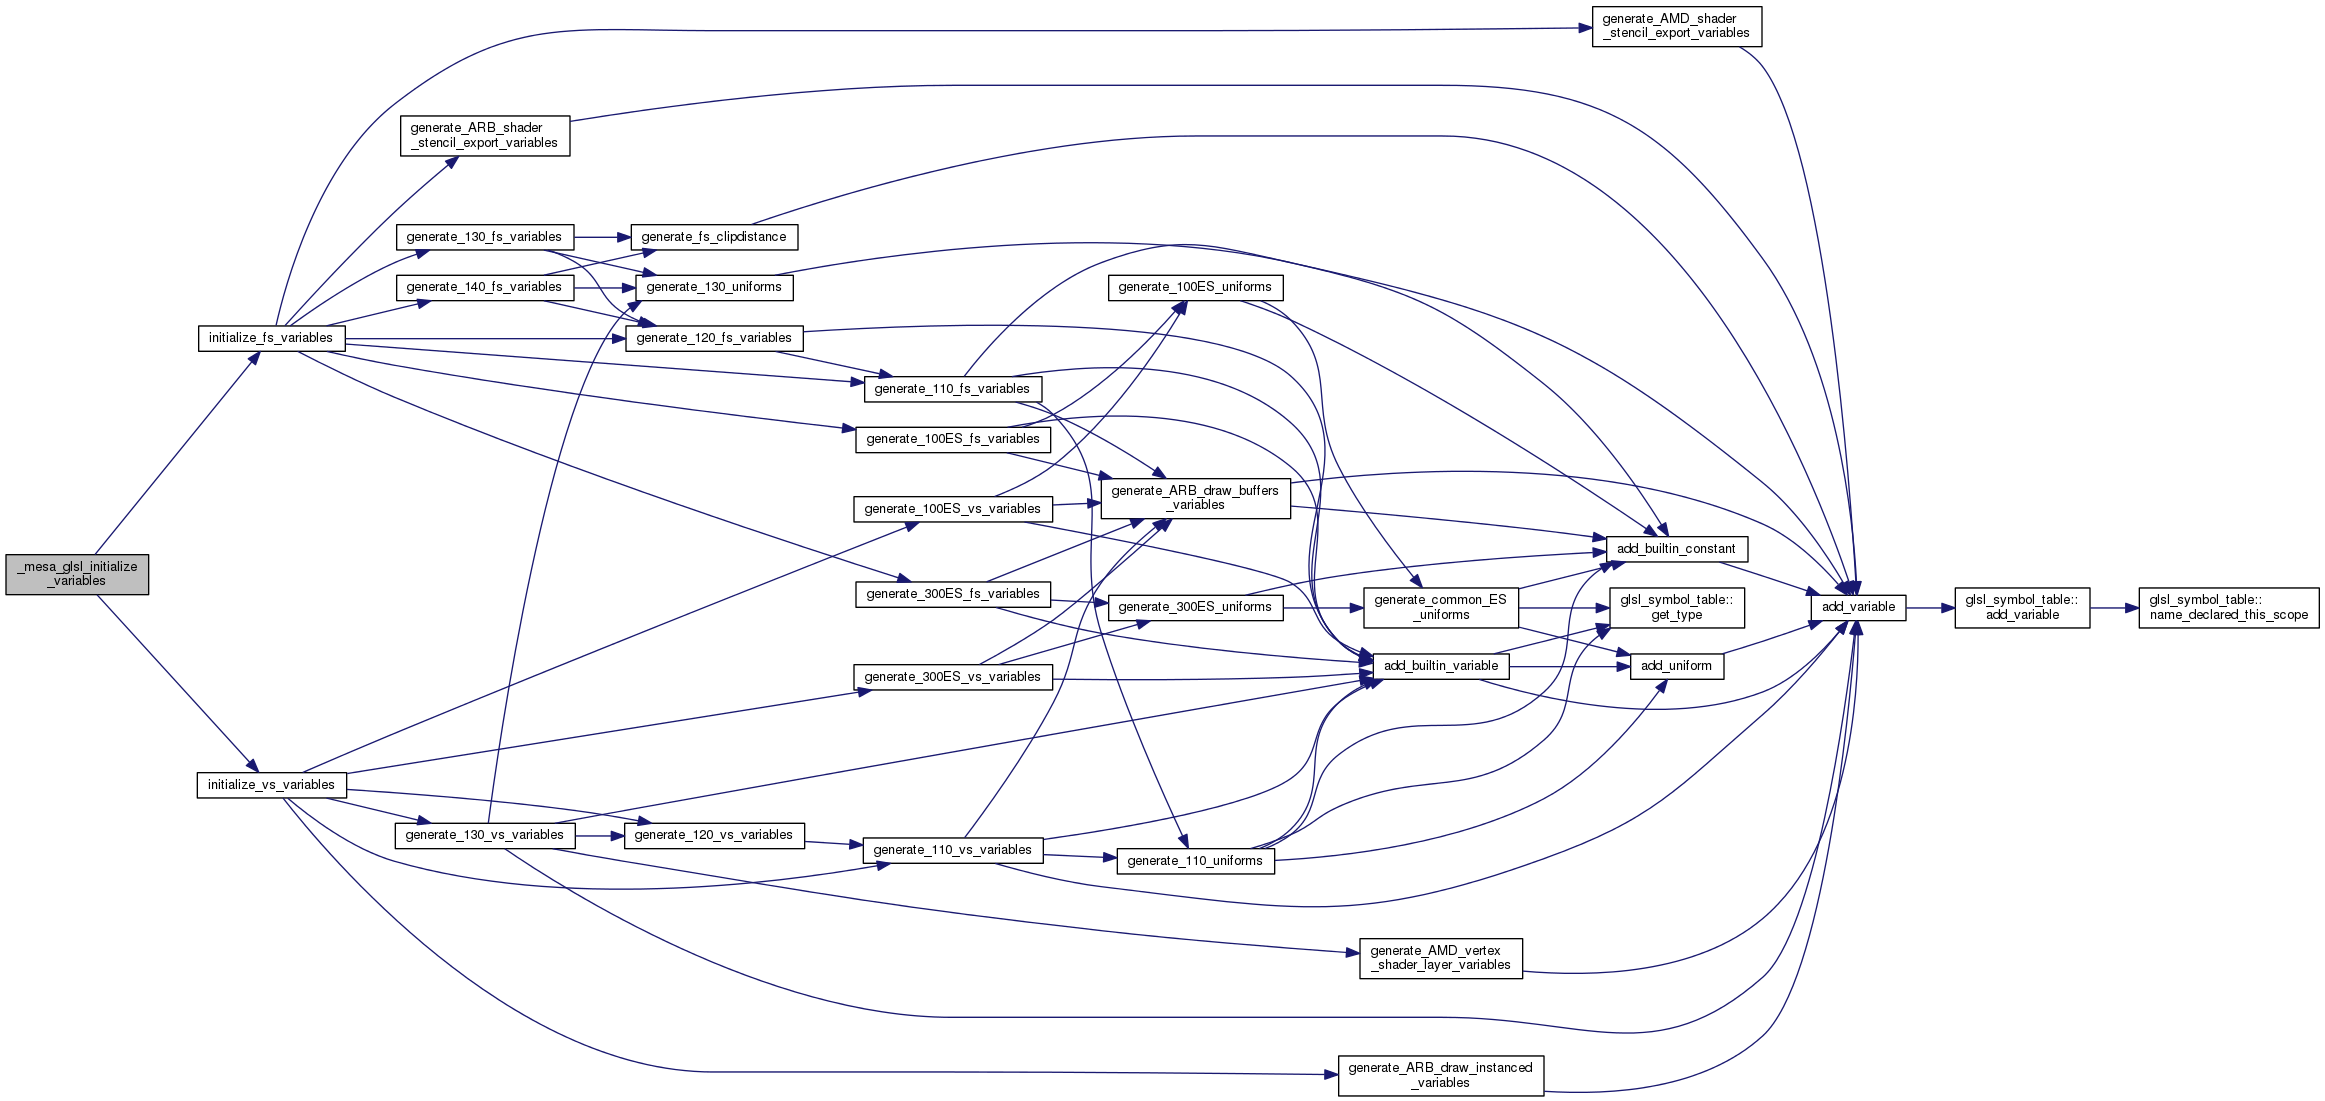 _mesa_glsl_initialize
_variables
initialize_fs_variables
initialize_vs_variables
generate_ARB_shader
_stencil_export_variables
generate_130_fs_variables
generate_140_fs_variables
generate_130_vs_variables
generate_fs_clipdistance
generate_130_uniforms
generate_120_fs_variables
generate_120_vs_variables
generate_110_fs_variables
generate_100ES_fs_variables
generate_100ES_vs_variables
generate_300ES_fs_variables
generate_300ES_vs_variables
generate_110_vs_variables
generate_100ES_uniforms
generate_ARB_draw_buffers
_variables
generate_300ES_uniforms
generate_110_uniforms
generate_common_ES
_uniforms
add_builtin_variable
generate_AMD_vertex
_shader_layer_variables
generate_ARB_draw_instanced
_variables
generate_AMD_shader
_stencil_export_variables
add_builtin_constant
glsl_symbol_table::
get_type
add_uniform
add_variable
glsl_symbol_table::
add_variable
glsl_symbol_table::
name_declared_this_scope